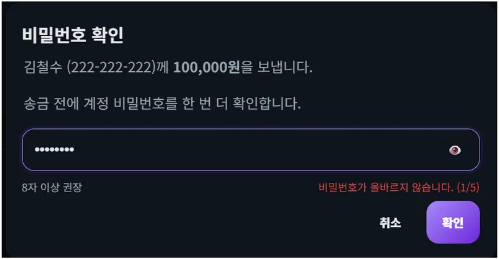 비밀번호 확인
김철수 (222-222-222)께 100,000원을 보냅니다.
송금 전에 계정 비밀번호를 한 번 더 확인합니다.
••••••••
8자 이상 권장
비밀번호가 올바르지 않습니다. (1/5)
취소
확인